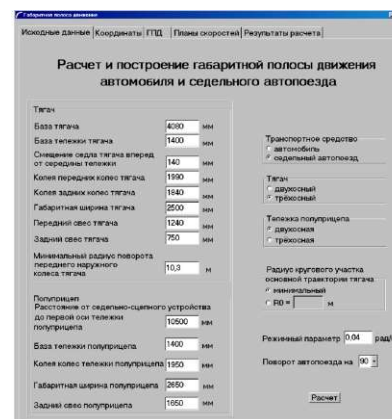 Габаритная полоса движения
Исходные данные Координаты ГПД Планы скоростей Результаты расчета
Расчет и построение габаритной полосы движения
автомобиля и седельного автопоезда
Тягач
База тягача 4080 мм
База тележки тягача 1400 мм
Смещение седла тягача вперед
от середины тележки 140 мм
Колея передних колес тягача 1990 мм
Колея задних колес тягача 1840 мм
Габаритная ширина тягача 2500 мм
Передний свес тягача 1240 мм
Задний свес тягача 750 мм
Минимальный радиус поворота
переднего наружного
колеса тягача 10,3 м
Полуприцеп
Расстояние от седельно-сцепного устройства
до первой оси тележки
полуприцепа 10500 мм
База тележки полуприцепа 1400 мм
Колея колес тележки полуприцепа 1950 мм
Габаритная ширина полуприцепа 2650 мм
Задний свес полуприцепа 1650 мм
Транспортное средство
автомобиль
седельный автопоезд
Тягач
двухосный
трёхосный
Тележка полуприцепа
двухосная
трёхосная
Радиус кругового участка
основной траектории тягача
минимальный
R0 = м
Режимный параметр 0,04 рад/
Поворот автопоезда на 90
Расчет